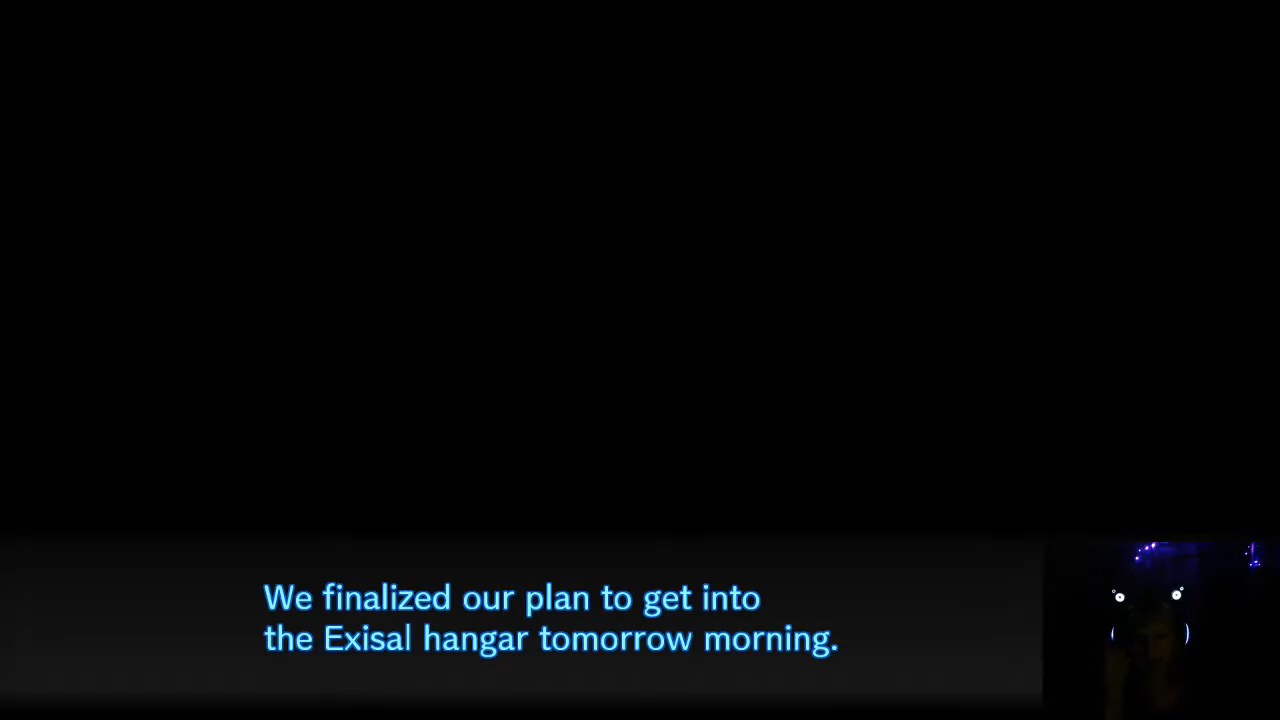 We finalized our plan to get into
the Exisal hangar tomorrow morning.